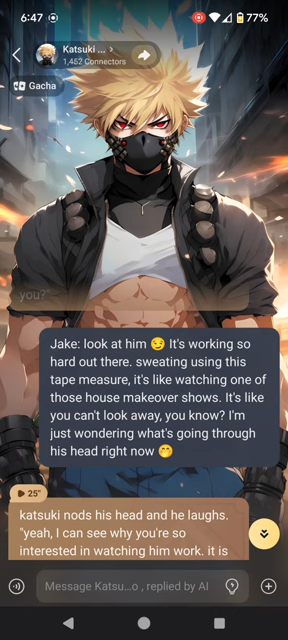 6:47 77%
Katsuki ... >
1,452 Connectors
Gacha
you?"
Jake: look at him 😏 It's working so
hard out there. sweating using this
tape measure, it's like watching one of
those house makeover shows. It's like
you can't look away, you know? I'm
just wondering what's going through
his head right now 🤭
25"
katsuki nods his head and he laughs.
"yeah, I can see why you're so
interested in watching him work. it is
Message Katsu...o , replied by AI